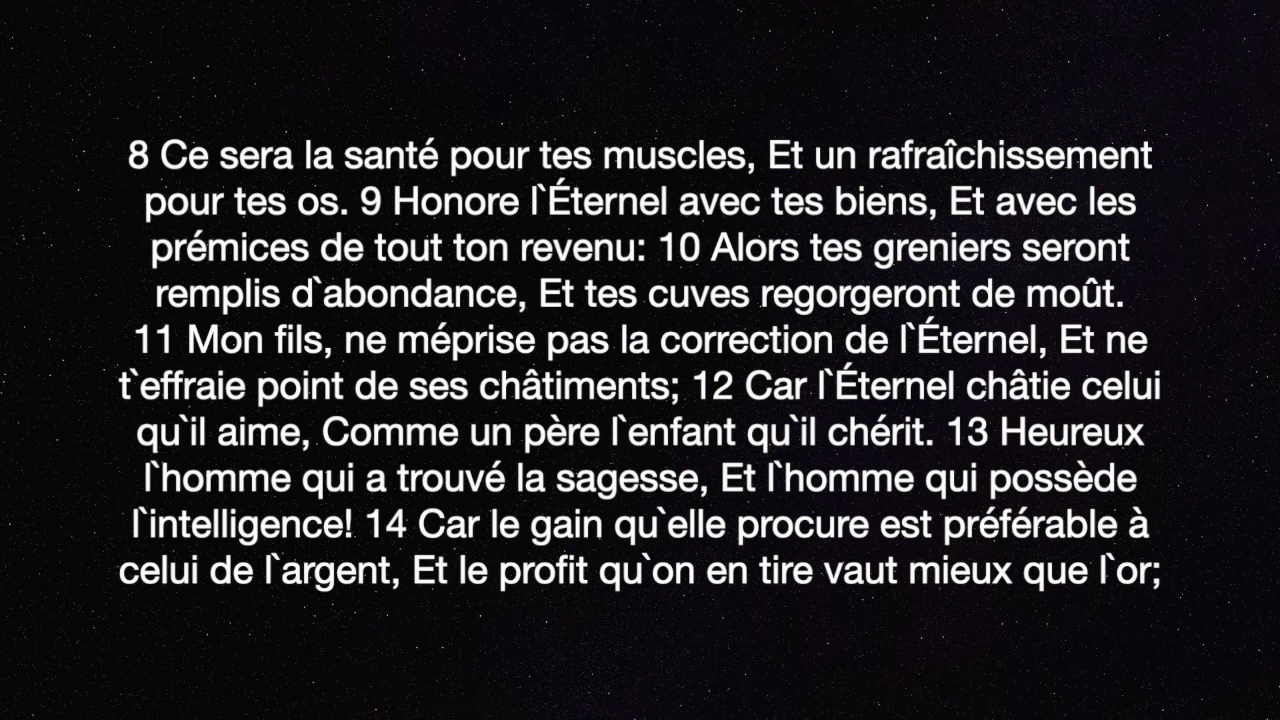 8 Ce sera la santé pour tes muscles, Et un rafraîchissement
pour tes os. 9 Honore l`Éternel avec tes biens, Et avec les
prémices de tout ton revenu: 10 Alors tes greniers seront
remplis d`abondance, Et tes cuves regorgeront de moût.
11 Mon fils, ne méprise pas la correction de l`Éternel, Et ne
t`effraie point de ses châtiments; 12 Car l`Éternel châtie celui
qu`il aime, Comme un père l`enfant qu`il chérit. 13 Heureux
l`homme qui a trouvé la sagesse, Et l`homme qui possède
l`intelligence! 14 Car le gain qu`elle procure est préférable à
celui de l`argent, Et le profit qu`on en tire vaut mieux que l`or;